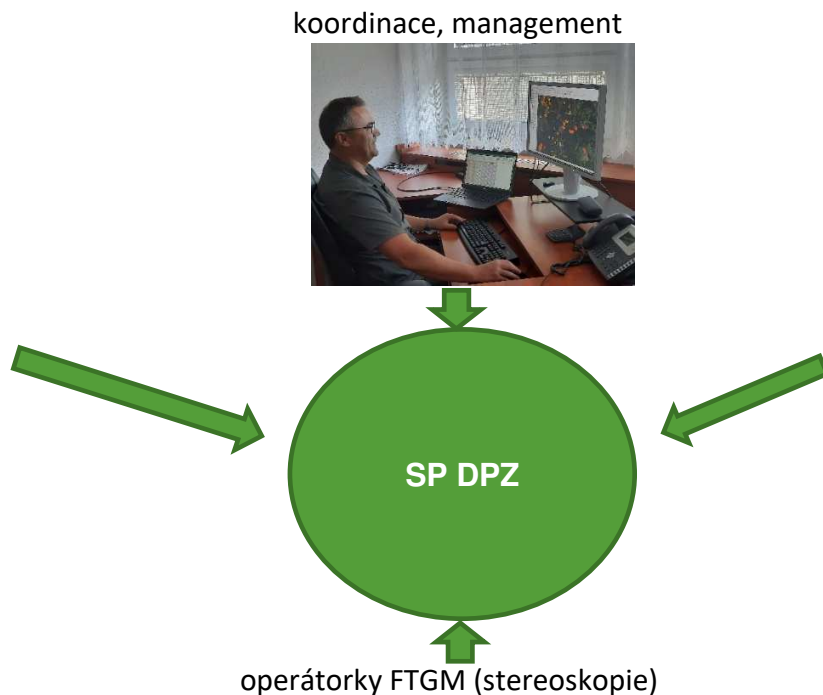 koordinace, management
SP DPZ
operátorky FTGM (stereoskopie)